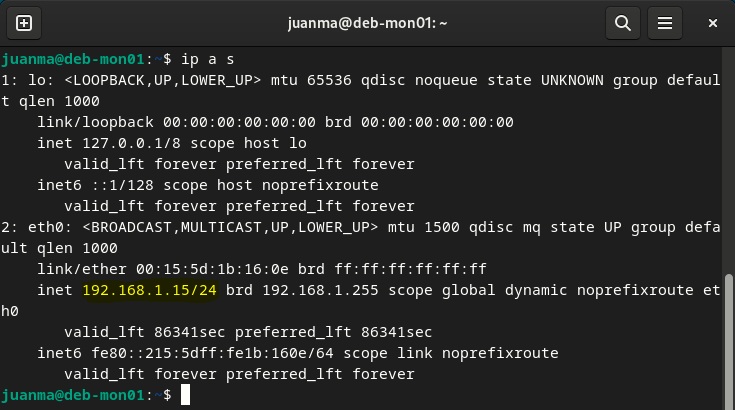 juanma@deb-mon01: ~
juanma@deb-mon01:~$ ip a s
1: lo: <LOOPBACK,UP,LOWER_UP> mtu 65536 qdisc noqueue state UNKNOWN group defaul
t qlen 1000
    link/loopback 00:00:00:00:00:00 brd 00:00:00:00:00:00
    inet 127.0.0.1/8 scope host lo
       valid_lft forever preferred_lft forever
    inet6 ::1/128 scope host noprefixroute
       valid_lft forever preferred_lft forever
2: eth0: <BROADCAST,MULTICAST,UP,LOWER_UP> mtu 1500 qdisc mq state UP group defa
ult qlen 1000
    link/ether 00:15:5d:1b:16:0e brd ff:ff:ff:ff:ff:ff
    inet 192.168.1.15/24 brd 192.168.1.255 scope global dynamic noprefixroute et
h0
       valid_lft 86341sec preferred_lft 86341sec
    inet6 fe80::215:5dff:fe1b:160e/64 scope link noprefixroute
       valid_lft forever preferred_lft forever
juanma@deb-mon01:~$